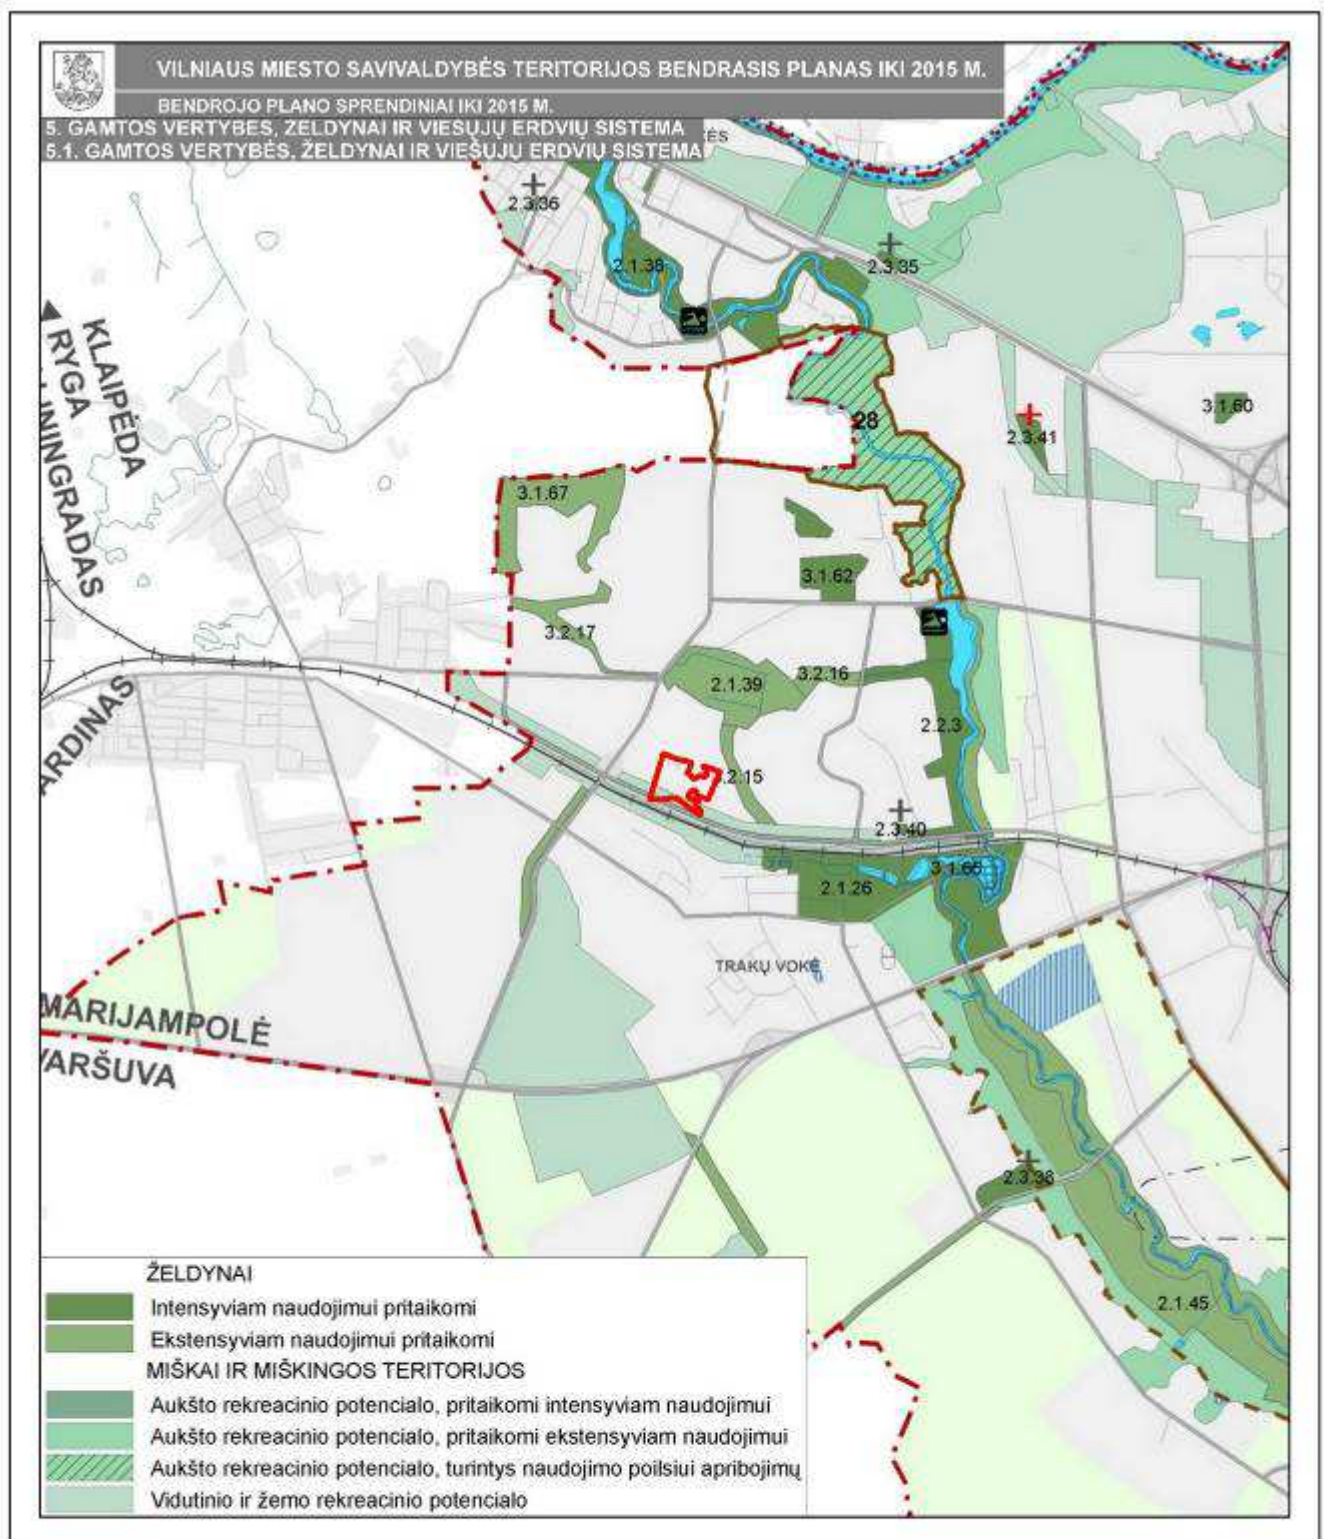 VILNIAUS MIESTO SAVIVALDYBĖS TERITORIJOS BENDRASIS PLANAS IKI 2015 M.
BENDROJO PLANO SPRENDINIAI IKI 2015 M.
5. GAMTOS VERTYBĖS, ŽELDYNAI IR VIEŠŲJŲ ERDVIŲ SISTEMA
5.1. GAMTOS VERTYBĖS, ŽELDYNAI IR VIEŠŲJŲ ERDVIŲ SISTEMA
ĖS
2.3.36
2.1.38
2.3.35
KLAIPĖDA
RYGA
ININGRADAS
3.1.60
28
2.3.41
3.1.67
3.1.62
3.2.17
3.2.16
2.1.39
2.2.3
ARDINAS
.2.15
2.3.40
3.1.66
2.1.26
TRAKŲ VOKĖ
MARIJAMPOLĖ
VARŠUVA
2.3.38
2.1.45
ŽELDYNAI
Intensyviam naudojimui pritaikomi
Ekstensyviam naudojimui pritaikomi
MIŠKAI IR MIŠKINGOS TERITORIJOS
Aukšto rekreacinio potencialo, pritaikomi intensyviam naudojimui
Aukšto rekreacinio potencialo, pritaikomi ekstensyviam naudojimui
Aukšto rekreacinio potencialo, turintys naudojimo poilsiui apribojimų
Vidutinio ir žemo rekreacinio potencialo